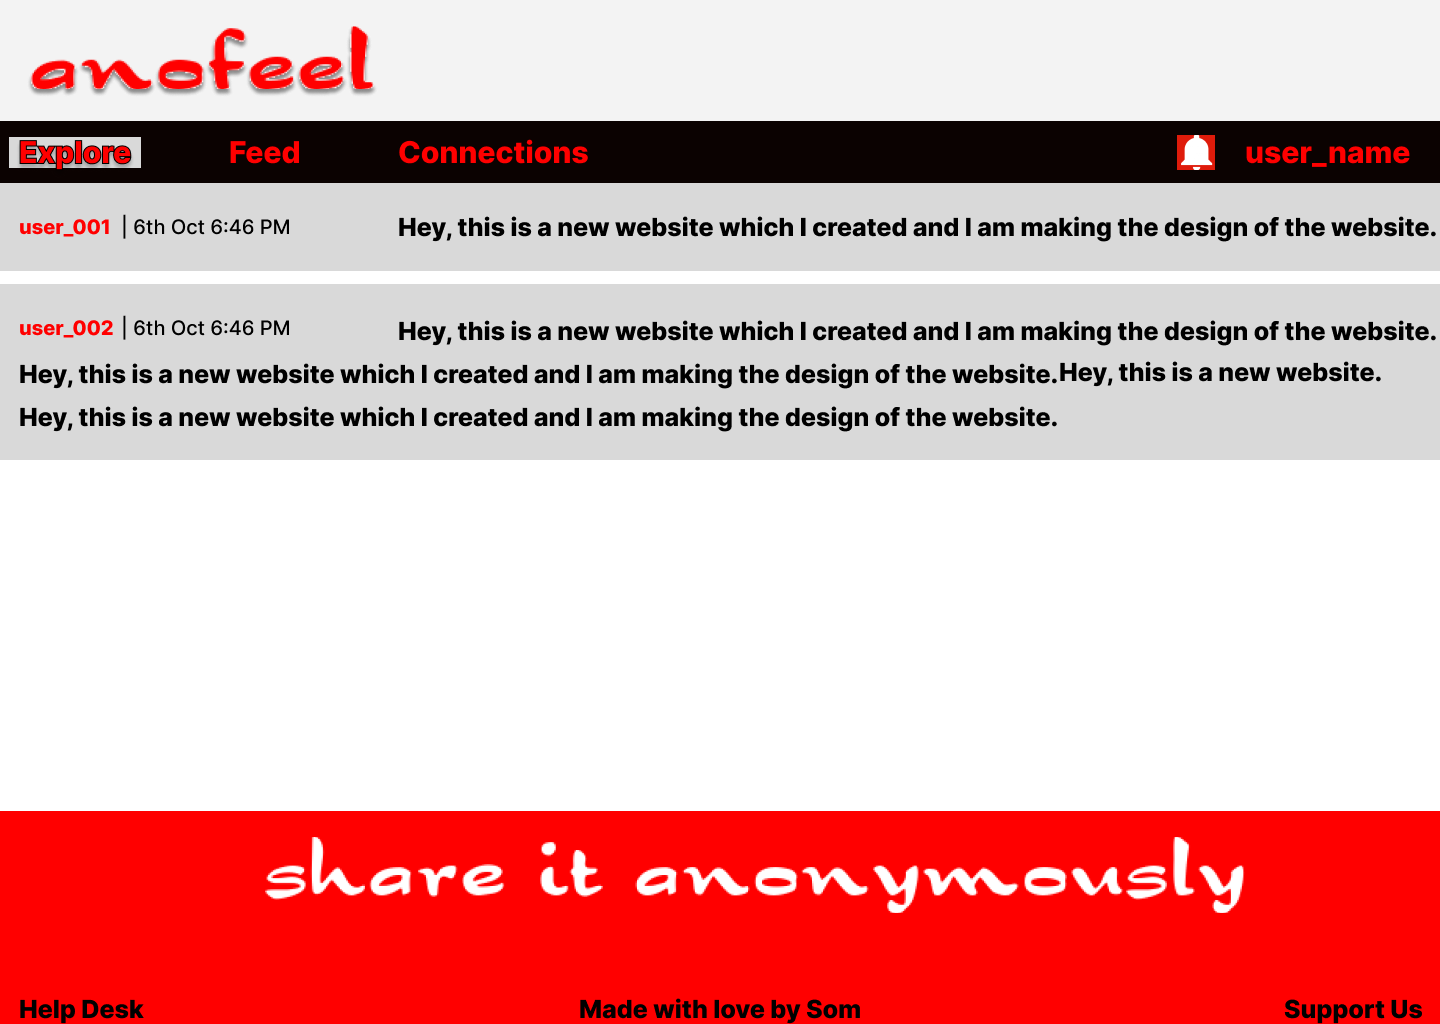 anofeel
Explore Feed Connections user_name
user_001 | 6th Oct 6:46 PM Hey, this is a new website which I created and I am making the design of the website.
user_002 | 6th Oct 6:46 PM Hey, this is a new website which I created and I am making the design of the website.
Hey, this is a new website which I created and I am making the design of the website.Hey, this is a new website.
Hey, this is a new website which I created and I am making the design of the website.
share it anonymously
Help Desk Made with love by Som Support Us